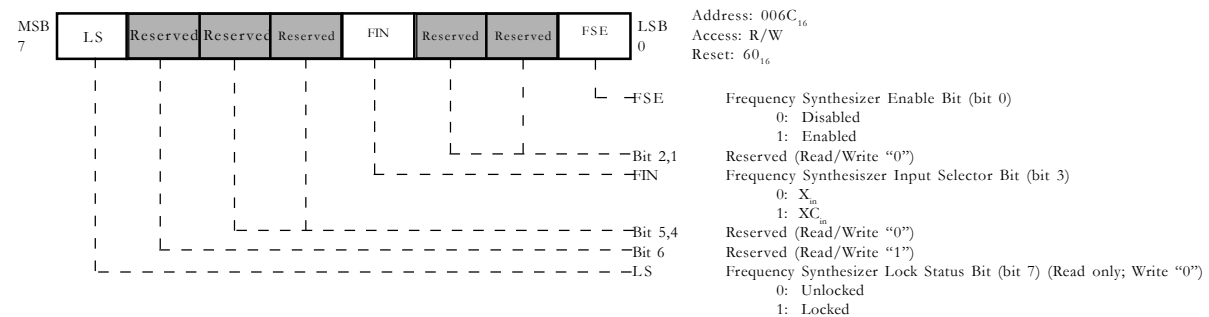 MSB
7
LS
Reserved
Reserved
Reserved
FIN
Reserved
Reserved
FSE
LSB
0
Address: 006C₁₆
Access: R/W
Reset: 60₁₆
FSE Frequency Synthesizer Enable Bit (bit 0)
0: Disabled
1: Enabled
Bit 2,1 Reserved (Read/Write “0”)
FIN Frequency Synthesiszer Input Selector Bit (bit 3)
0: Xin
1: XCin
Bit 5,4 Reserved (Read/Write “0”)
Bit 6 Reserved (Read/Write “1”)
LS Frequency Synthesizer Lock Status Bit (bit 7) (Read only; Write “0”)
0: Unlocked
1: Locked